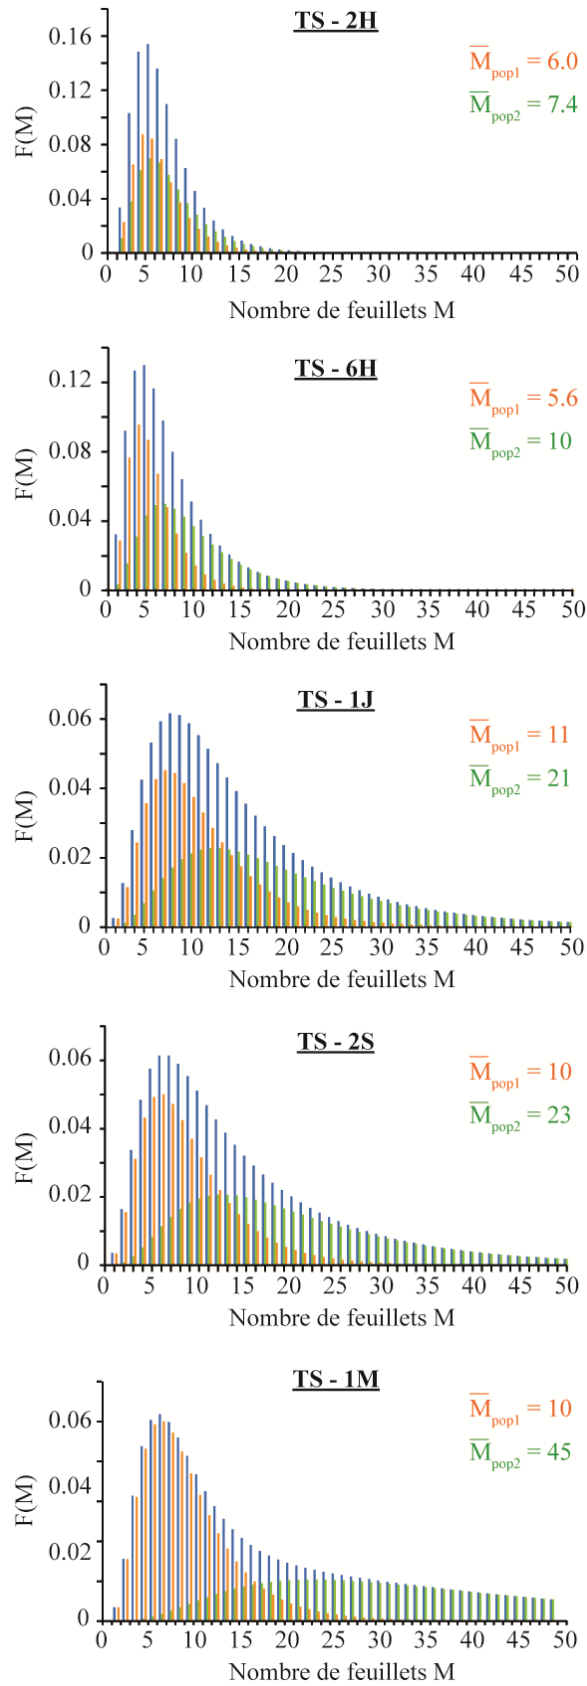 TS - 2H
M̅pop1 = 6.0
M̅pop2 = 7.4
F(M)
0.16
0.12
0.08
0.04
0
0 5 10 15 20 25 30 35 40 45 50
Nombre de feuillets M
TS - 6H
M̅pop1 = 5.6
M̅pop2 = 10
F(M)
0.12
0.08
0.04
0
0 5 10 15 20 25 30 35 40 45 50
Nombre de feuillets M
TS - 1J
M̅pop1 = 11
M̅pop2 = 21
F(M)
0.06
0.04
0.02
0
0 5 10 15 20 25 30 35 40 45 50
Nombre de feuillets M
TS - 2S
M̅pop1 = 10
M̅pop2 = 23
F(M)
0.06
0.04
0.02
0
0 5 10 15 20 25 30 35 40 45 50
Nombre de feuillets M
TS - 1M
M̅pop1 = 10
M̅pop2 = 45
F(M)
0.06
0.04
0.02
0
0 5 10 15 20 25 30 35 40 45 50
Nombre de feuillets M